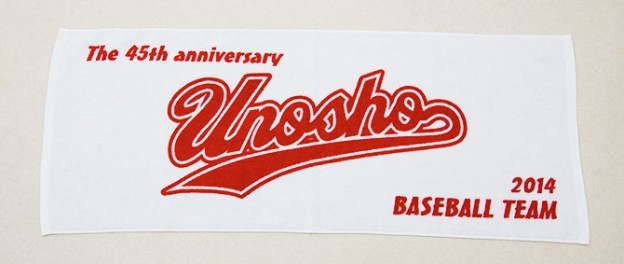 The 45th anniversary
Unosho
2014
BASEBALL TEAM